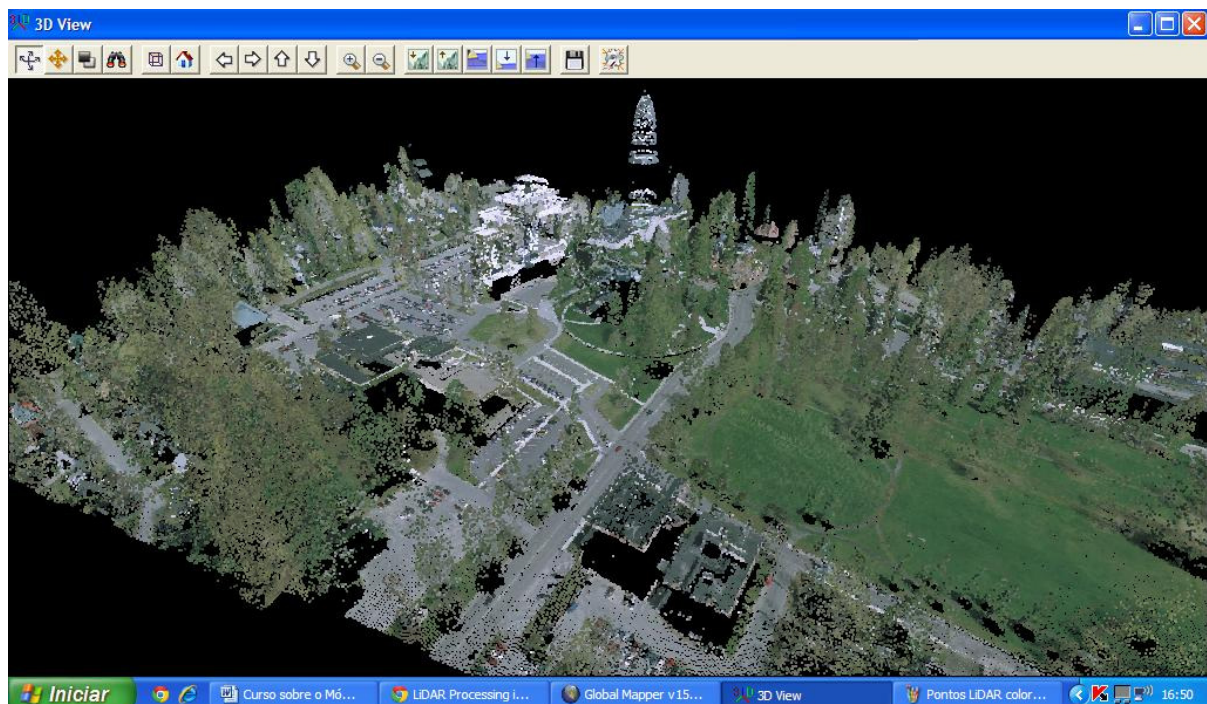 3D View
Iniciar
Curso sobre o Mó...
LiDAR Processing i...
Global Mapper v15...
3D View
Pontos LiDAR color...
16:50